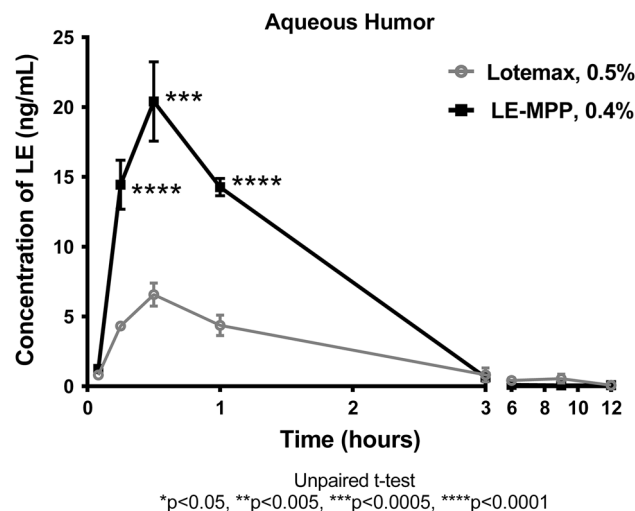 Aqueous Humor
25
20
15
10
5
0
Concentration of LE (ng/mL)
Lotemax, 0.5%
LE-MPP, 0.4%
***
****
****
0 1 2 3 6 8 10 12
Time (hours)
Unpaired t-test
*p<0.05, **p<0.005, ***p<0.0005, ****p<0.0001